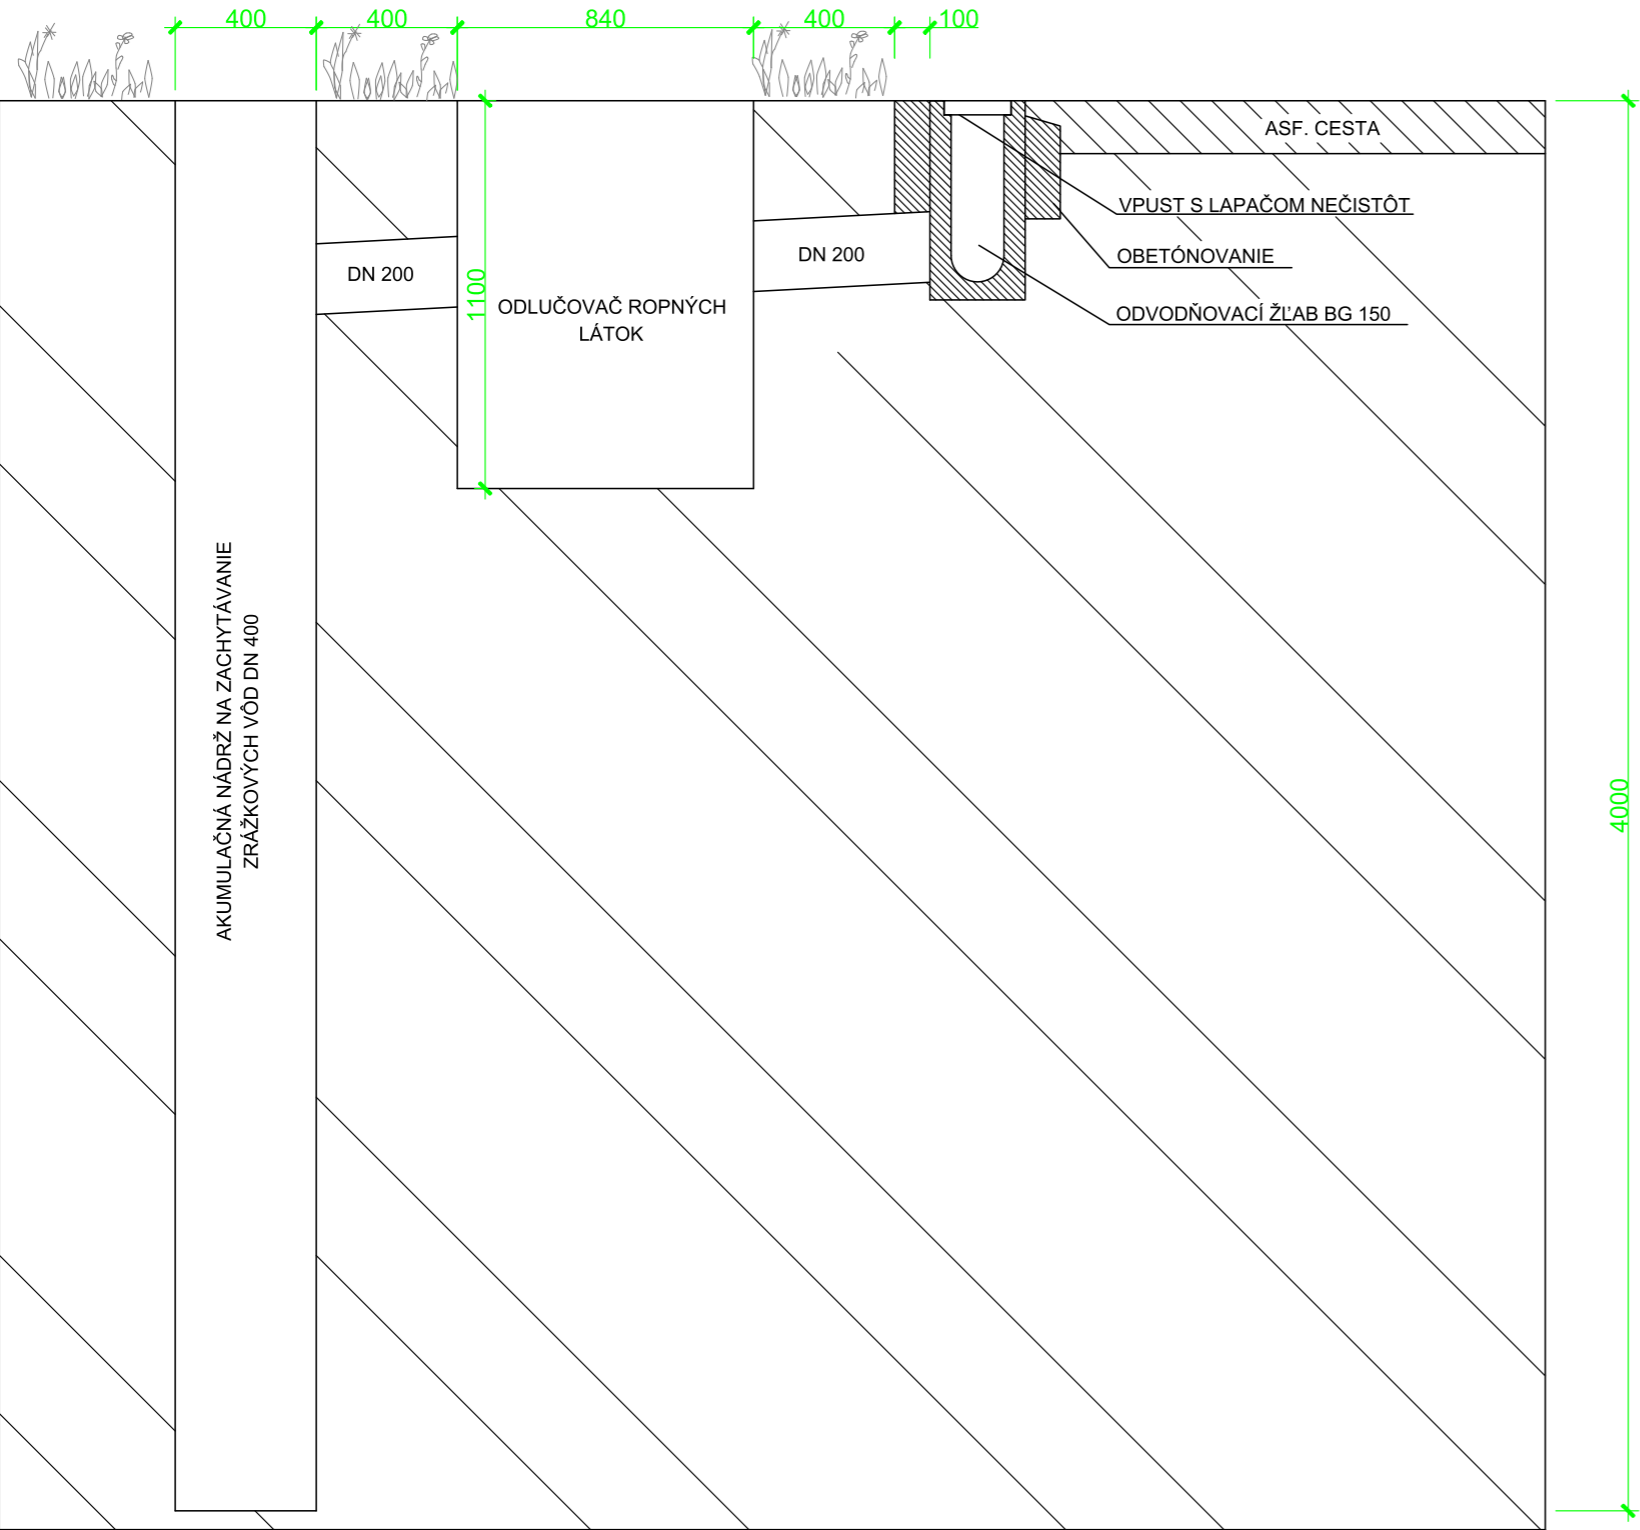 400
400
840
400
100
ASF. CESTA
VPUST S LAPAČOM NEČISTÔT
OBETÓNOVANIE
ODVODŇOVACÍ ŽĽAB BG 150
DN 200
DN 200
1100
ODLUČOVAČ ROPNÝCH
LÁTOK
AKUMULAČNÁ NÁDRŽ NA ZACHYTÁVANIE
ZRÁŽKOVÝCH VÔD DN 400
4000